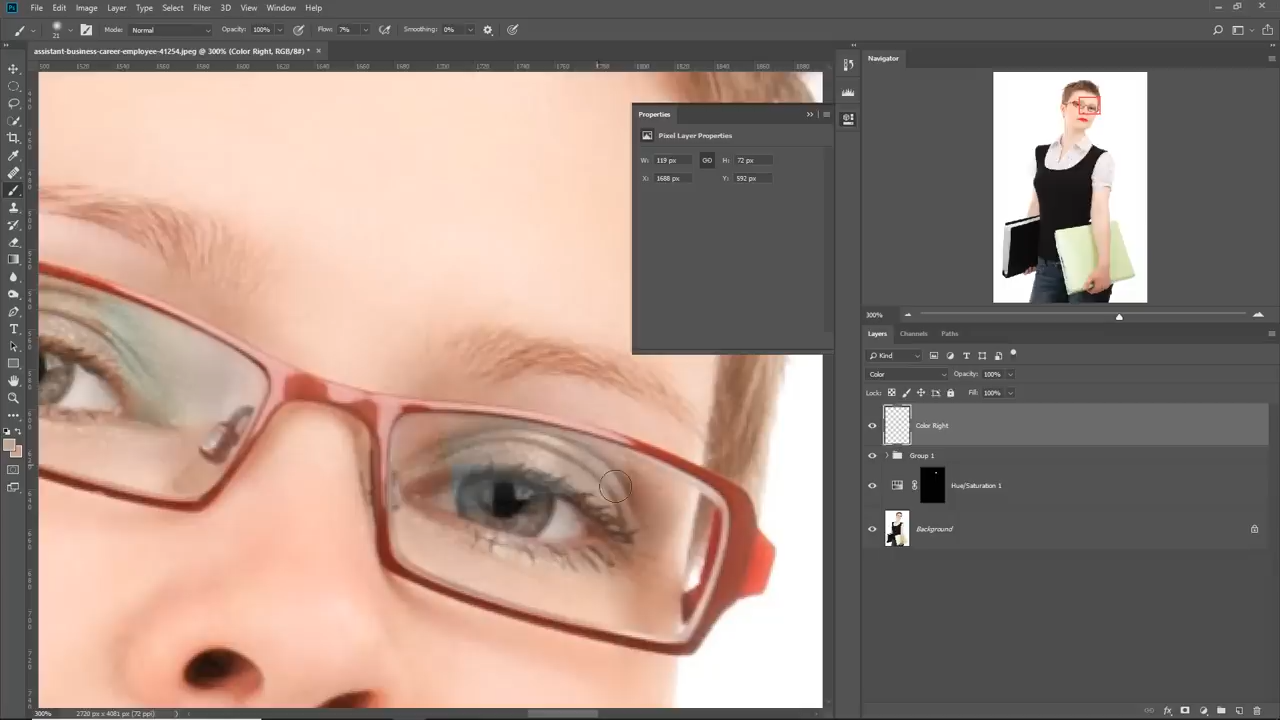 Ps File Edit Image Layer Type Select Filter 3D View Window Help
21 Mode: Normal Opacity: 100% Flow: 7% Smoothing: 0%
assistant-business-career-employee-41254.jpeg @ 300% (Color Right, RGB/8#) *
Properties
Pixel Layer Properties
W: 119 px H: 72 px
X: 1688 px Y: 592 px
Navigator
300%
Layers Channels Paths
Kind
Color Opacity: 100%
Lock: Fill: 100%
Color Right
Group 1
Hue/Saturation 1
Background
300% 2720 px x 4081 px (72 ppi)